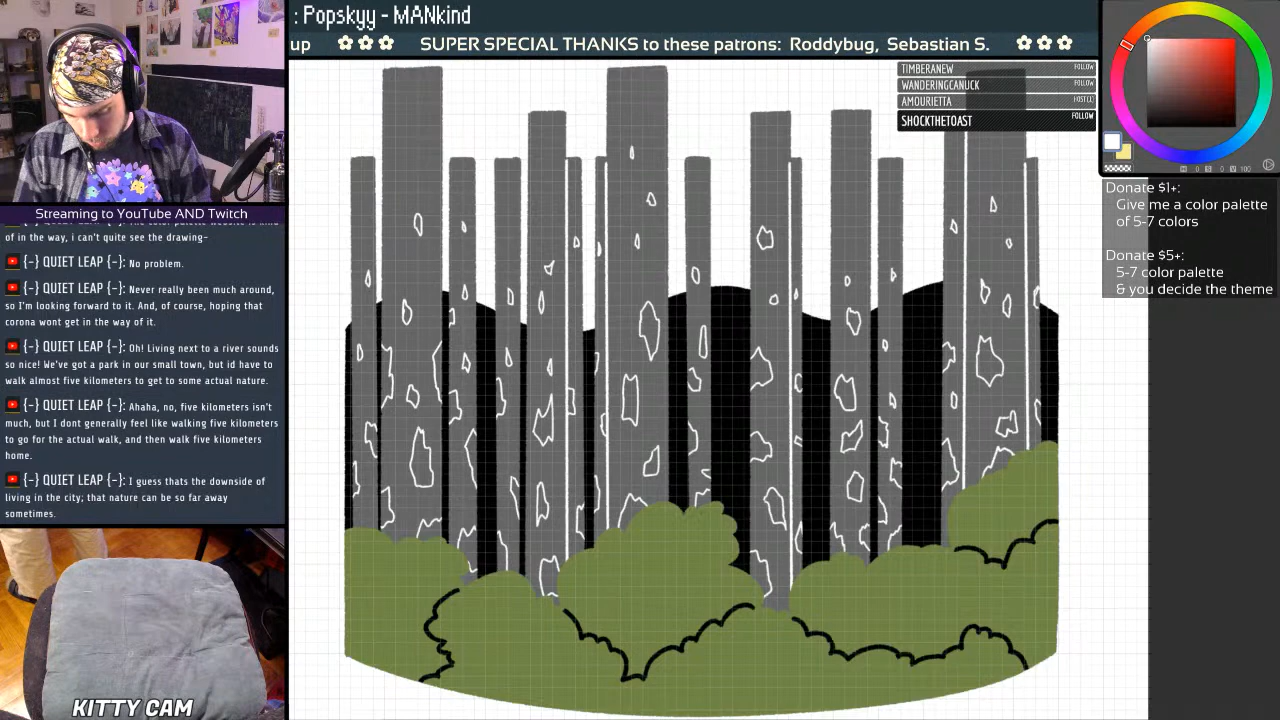 : Popskyy - MANkind
up ✿ ✿ ✿ SUPER SPECIAL THANKS to these patrons: Roddybug, Sebastian S. ✿ ✿ ✿
TIMBERANEW FOLLOW
WANDERINGCANUCK FOLLOW
AMOURIETTA HOST(1)
SHOCKTHETOAST FOLLOW
H 0 S 0 V 100
Donate $1+:
Give me a color palette
of 5-7 colors
Donate $5+:
5-7 color palette
& you decide the theme
Streaming to YouTube AND Twitch
of in the way, i can't quite see the drawing-
{-} QUIET LEAP {-}: No problem.
{-} QUIET LEAP {-}: Never really been much around,
so I'm looking forward to it. And, of course, hoping that
corona wont get in the way of it.
{-} QUIET LEAP {-}: Oh! Living next to a river sounds
so nice! We've got a park in our small town, but id have to
walk almost five kilometers to get to some actual nature.
{-} QUIET LEAP {-}: Ahaha, no, five kilometers isn't
much, but I dont generally feel like walking five kilometers
to go for the actual walk, and then walk five kilometers
home.
{-} QUIET LEAP {-}: I guess thats the downside of
living in the city; that nature can be so far away
sometimes.
KITTY CAM